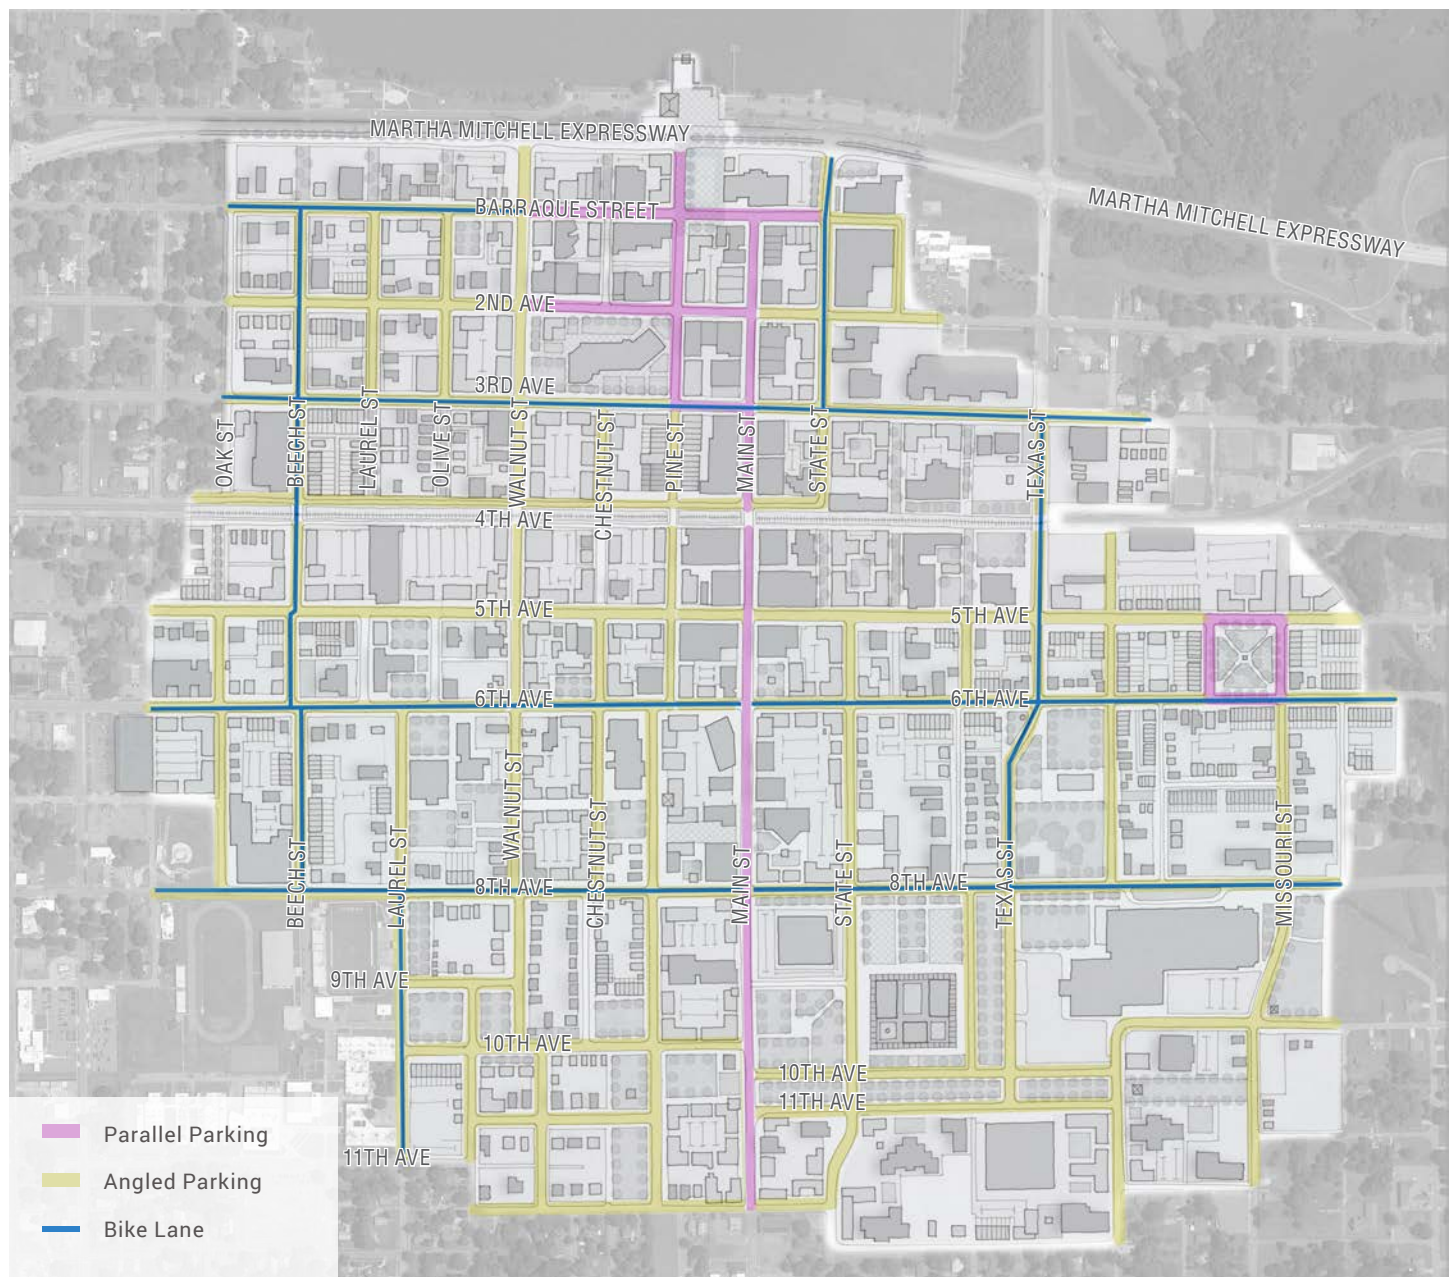 MARTHA MITCHELL EXPRESSWAY
MARTHA MITCHELL EXPRESSWAY
BARRAQUE STREET
2ND AVE
3RD AVE
OAK ST
BEECH ST
LAUREL ST
OLIVE ST
WALNUT ST
CHESTNUT ST
PINE ST
MAIN ST
STATE ST
TEXAS ST
4TH AVE
5TH AVE
5TH AVE
6TH AVE
6TH AVE
BEECH ST
LAUREL ST
WALNUT ST
CHESTNUT ST
MAIN ST
STATE ST
TEXAS ST
MISSOURI ST
8TH AVE
8TH AVE
9TH AVE
10TH AVE
10TH AVE
11TH AVE
11TH AVE
Parallel Parking
Angled Parking
Bike Lane